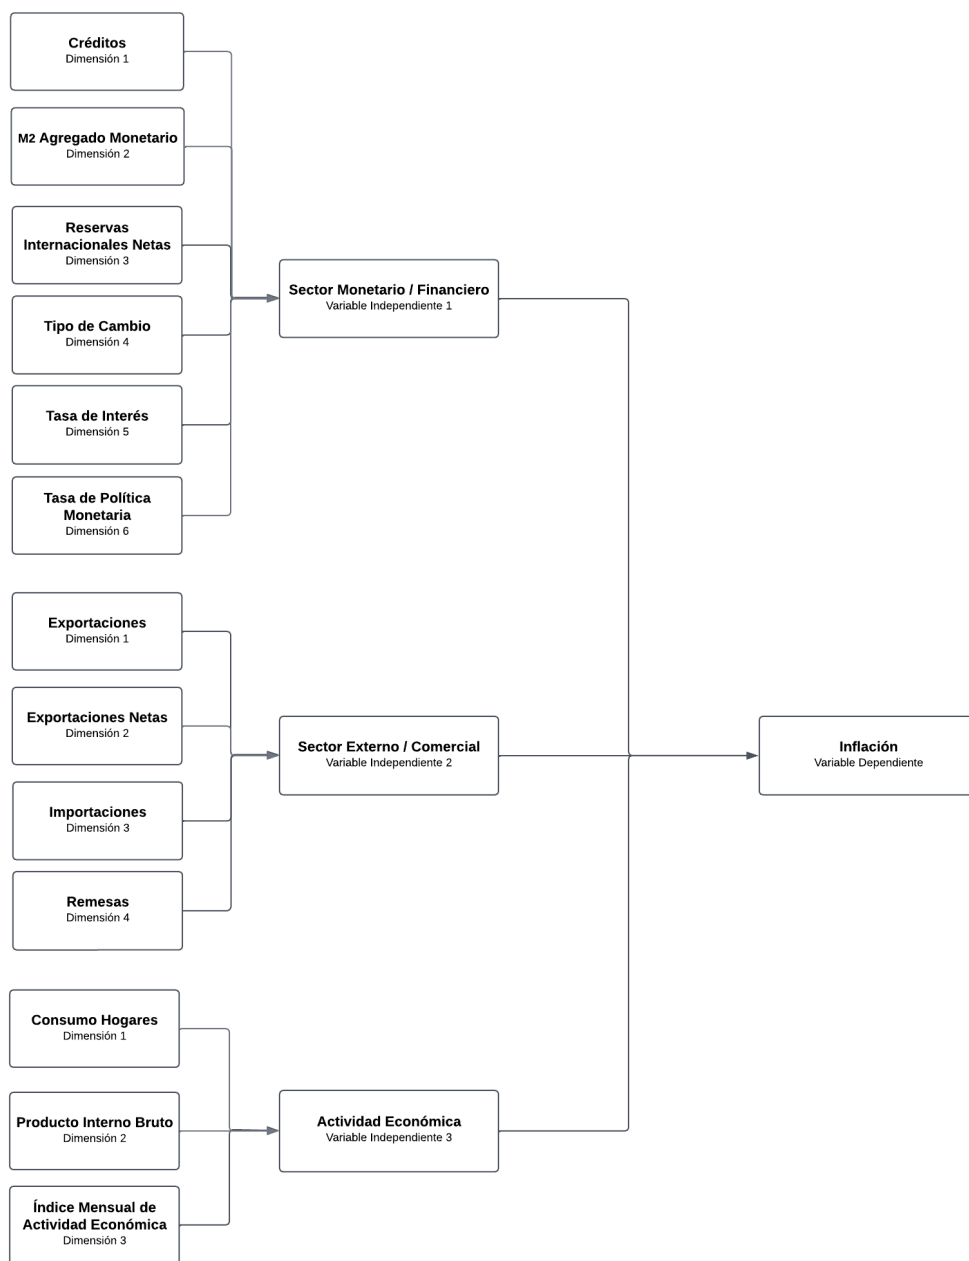 Créditos
Dimensión 1
M2 Agregado Monetario
Dimensión 2
Reservas
Internacionales Netas
Dimensión 3
Tipo de Cambio
Dimensión 4
Tasa de Interés
Dimensión 5
Tasa de Política
Monetaria
Dimensión 6
Sector Monetario / Financiero
Variable Independiente 1
Exportaciones
Dimensión 1
Exportaciones Netas
Dimensión 2
Importaciones
Dimensión 3
Remesas
Dimensión 4
Sector Externo / Comercial
Variable Independiente 2
Consumo Hogares
Dimensión 1
Producto Interno Bruto
Dimensión 2
Índice Mensual de
Actividad Económica
Dimensión 3
Actividad Económica
Variable Independiente 3
Inflación
Variable Dependiente